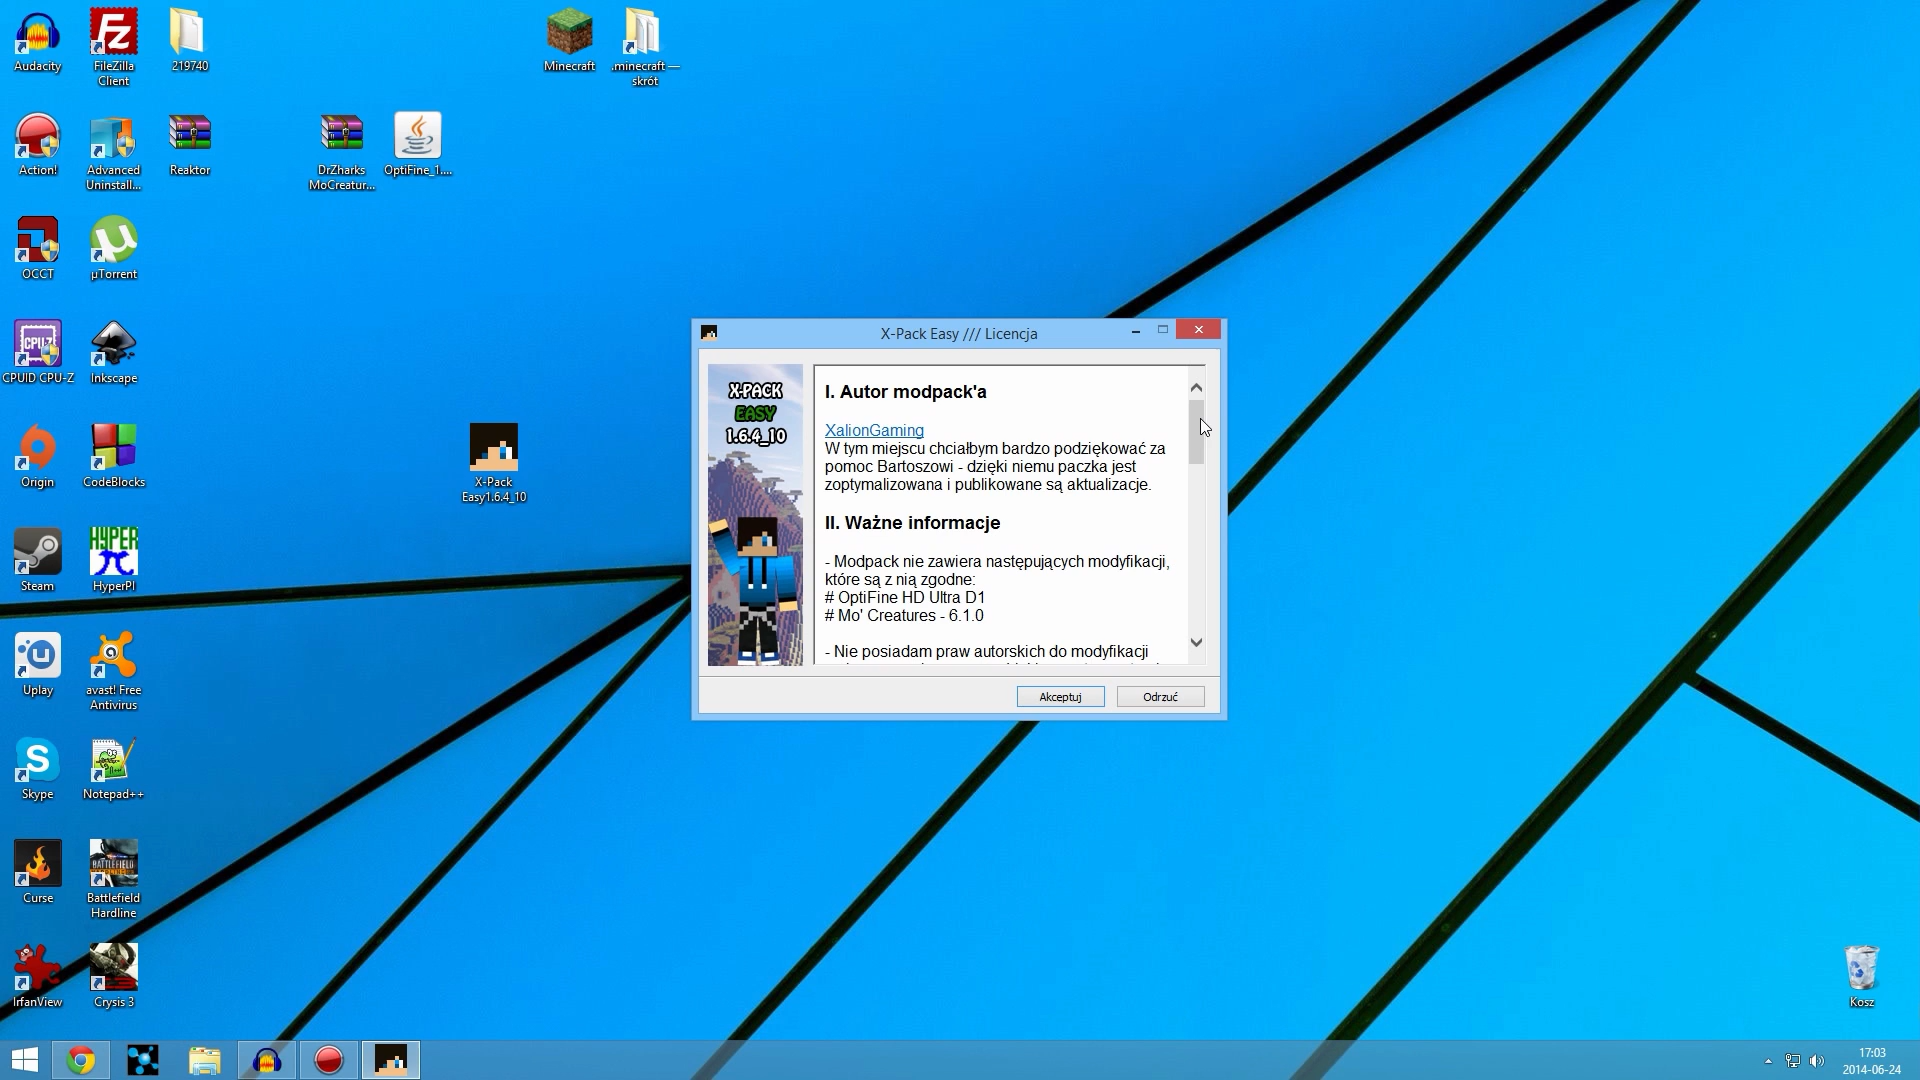 Audacity
FileZilla
Client
219740
Minecraft
.minecraft —
skrót
Action!
Advanced
Uninstall...
Reaktor
DrZharks
MoCreatur...
OptiFine_1....
OCCT
µTorrent
CPUID CPU-Z
Inkscape
Origin
CodeBlocks
X-Pack
Easy1.6.4_10
Steam
HYPER
HyperPI
Uplay
avast! Free
Antivirus
Skype
Notepad++
Curse
BATTLEFIELD
Battlefield
Hardline
IrfanView
Crysis 3
X-Pack Easy /// Licencja
X-PACK
EASY
1.6.4_10
I. Autor modpack'a
XalionGaming
W tym miejscu chciałbym bardzo podziękować za
pomoc Bartoszowi - dzięki niemu paczka jest
zoptymalizowana i publikowane są aktualizacje.
II. Ważne informacje
- Modpack nie zawiera następujących modyfikacji,
które są z nią zgodne:
# OptiFine HD Ultra D1
# Mo' Creatures - 6.1.0
- Nie posiadam praw autorskich do modyfikacji
Akceptuj
Odrzuć
Kosz
17:03
2014-06-24